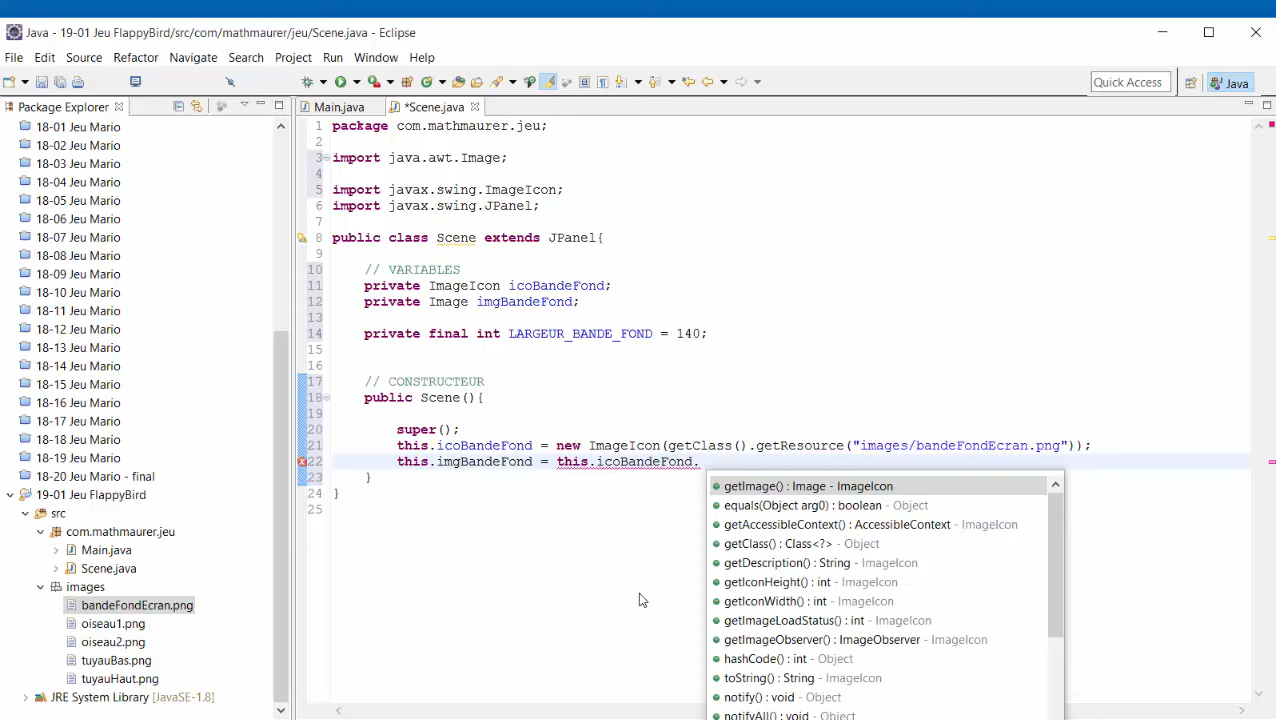 Java - 19-01 Jeu FlappyBird/src/com/mathmaurer/jeu/Scene.java - Eclipse
File Edit Source Refactor Navigate Search Project Run Window Help
Quick Access Java
Package Explorer
Main.java *Scene.java
18-01 Jeu Mario
18-02 Jeu Mario
18-03 Jeu Mario
18-04 Jeu Mario
18-05 Jeu Mario
18-06 Jeu Mario
18-07 Jeu Mario
18-08 Jeu Mario
18-09 Jeu Mario
18-10 Jeu Mario
18-11 Jeu Mario
18-12 Jeu Mario
18-13 Jeu Mario
18-14 Jeu Mario
18-15 Jeu Mario
18-16 Jeu Mario
18-17 Jeu Mario
18-18 Jeu Mario
18-19 Jeu Mario
18-20 Jeu Mario - final
19-01 Jeu FlappyBird
src
com.mathmaurer.jeu
Main.java
Scene.java
images
bandeFondEcran.png
oiseau1.png
oiseau2.png
tuyauBas.png
tuyauHaut.png
JRE System Library [JavaSE-1.8]
1 package com.mathmaurer.jeu;
2
3 import java.awt.Image;
4
5 import javax.swing.ImageIcon;
6 import javax.swing.JPanel;
7
8 public class Scene extends JPanel{
9
10 // VARIABLES
11 private ImageIcon icoBandeFond;
12 private Image imgBandeFond;
13
14 private final int LARGEUR_BANDE_FOND = 140;
15
16
17 // CONSTRUCTEUR
18 public Scene(){
19
20 super();
21 this.icoBandeFond = new ImageIcon(getClass().getResource("images/bandeFondEcran.png"));
22 this.imgBandeFond = this.icoBandeFond.
23 }
24 }
25
getImage() : Image - ImageIcon
equals(Object arg0) : boolean - Object
getAccessibleContext() : AccessibleContext - ImageIcon
getClass() : Class<?> - Object
getDescription() : String - ImageIcon
getIconHeight() : int - ImageIcon
getIconWidth() : int - ImageIcon
getImageLoadStatus() : int - ImageIcon
getImageObserver() : ImageObserver - ImageIcon
hashCode() : int - Object
toString() : String - ImageIcon
notify() : void - Object
notifyAll() : void - Object